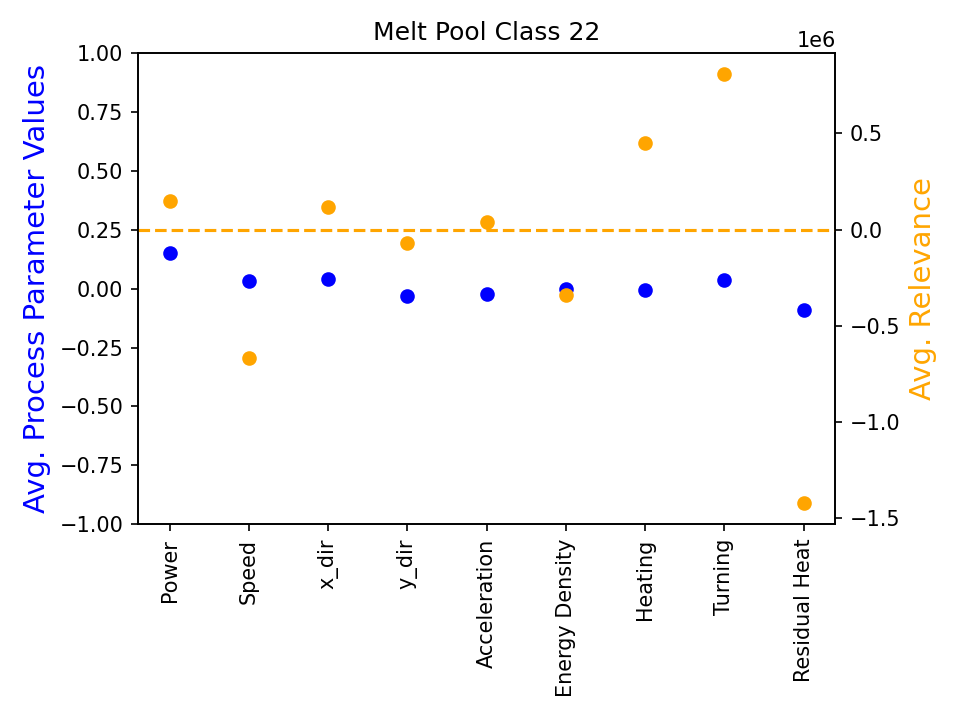 Melt Pool Class 22
1e6
Avg. Process Parameter Values
1.00
0.75
0.50
0.25
0.00
−0.25
−0.50
−0.75
−1.00
0.5
0.0
−0.5
−1.0
−1.5
Avg. Relevance
Power
Speed
x_dir
y_dir
Acceleration
Energy Density
Heating
Turning
Residual Heat